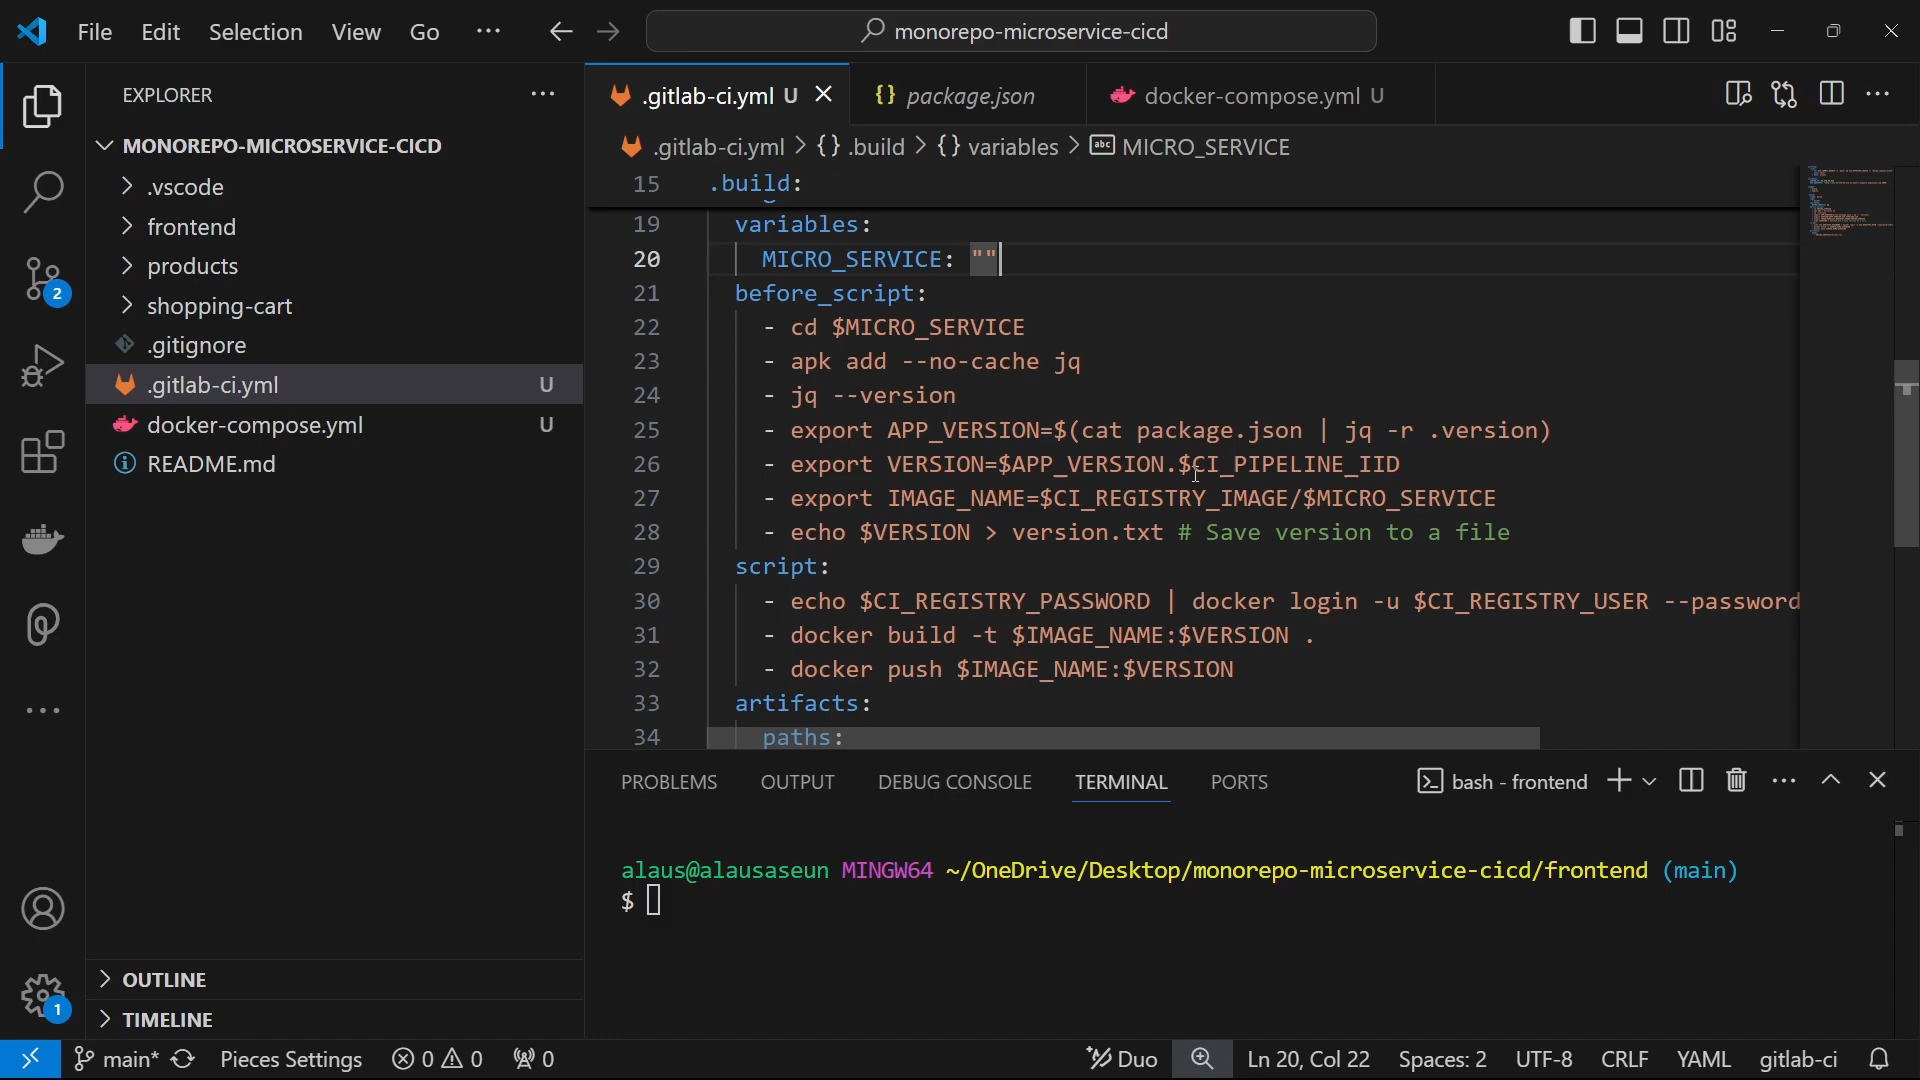 File Edit Selection View Go ··· monorepo-microservice-cicd
EXPLORER ···
.gitlab-ci.yml U
{} package.json
docker-compose.yml U
MONOREPO-MICROSERVICE-CICD
.vscode
frontend
products
shopping-cart
.gitignore
.gitlab-ci.yml U
docker-compose.yml U
README.md
OUTLINE
TIMELINE
2
1
.gitlab-ci.yml > {} .build > {} variables > abc MICRO_SERVICE
15 .build:
19 variables:
20 MICRO_SERVICE: ""
21 before_script:
22 - cd $MICRO_SERVICE
23 - apk add --no-cache jq
24 - jq --version
25 - export APP_VERSION=$(cat package.json | jq -r .version)
26 - export VERSION=$APP_VERSION.$CI_PIPELINE_IID
27 - export IMAGE_NAME=$CI_REGISTRY_IMAGE/$MICRO_SERVICE
28 - echo $VERSION > version.txt # Save version to a file
29 script:
30 - echo $CI_REGISTRY_PASSWORD | docker login -u $CI_REGISTRY_USER --password
31 - docker build -t $IMAGE_NAME:$VERSION .
32 - docker push $IMAGE_NAME:$VERSION
33 artifacts:
34 paths:
PROBLEMS OUTPUT DEBUG CONSOLE TERMINAL PORTS bash - frontend
alaus@alausaseun MINGW64 ~/OneDrive/Desktop/monorepo-microservice-cicd/frontend (main)
$
main* Pieces Settings 0 0 0 Duo Ln 20, Col 22 Spaces: 2 UTF-8 CRLF YAML gitlab-ci